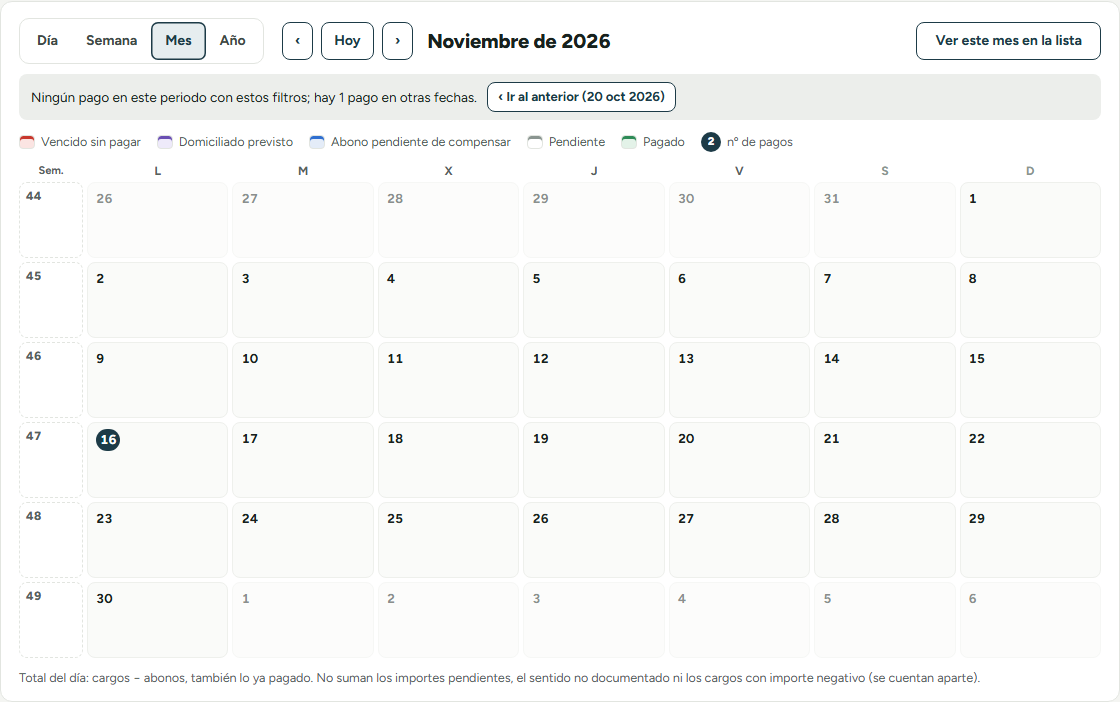 Día Semana Mes Año ‹ Hoy › Noviembre de 2026 Ver este mes en la lista
Ningún pago en este periodo con estos filtros; hay 1 pago en otras fechas. ‹ Ir al anterior (20 oct 2026)
Vencido sin pagar Domiciliado previsto Abono pendiente de compensar Pendiente Pagado 2 nº de pagos
Sem. L M X J V S D
44 26 27 28 29 30 31 1
45 2 3 4 5 6 7 8
46 9 10 11 12 13 14 15
47 16 17 18 19 20 21 22
48 23 24 25 26 27 28 29
49 30 1 2 3 4 5 6
Total del día: cargos − abonos, también lo ya pagado. No suman los importes pendientes, el sentido no documentado ni los cargos con importe negativo (se cuentan aparte).